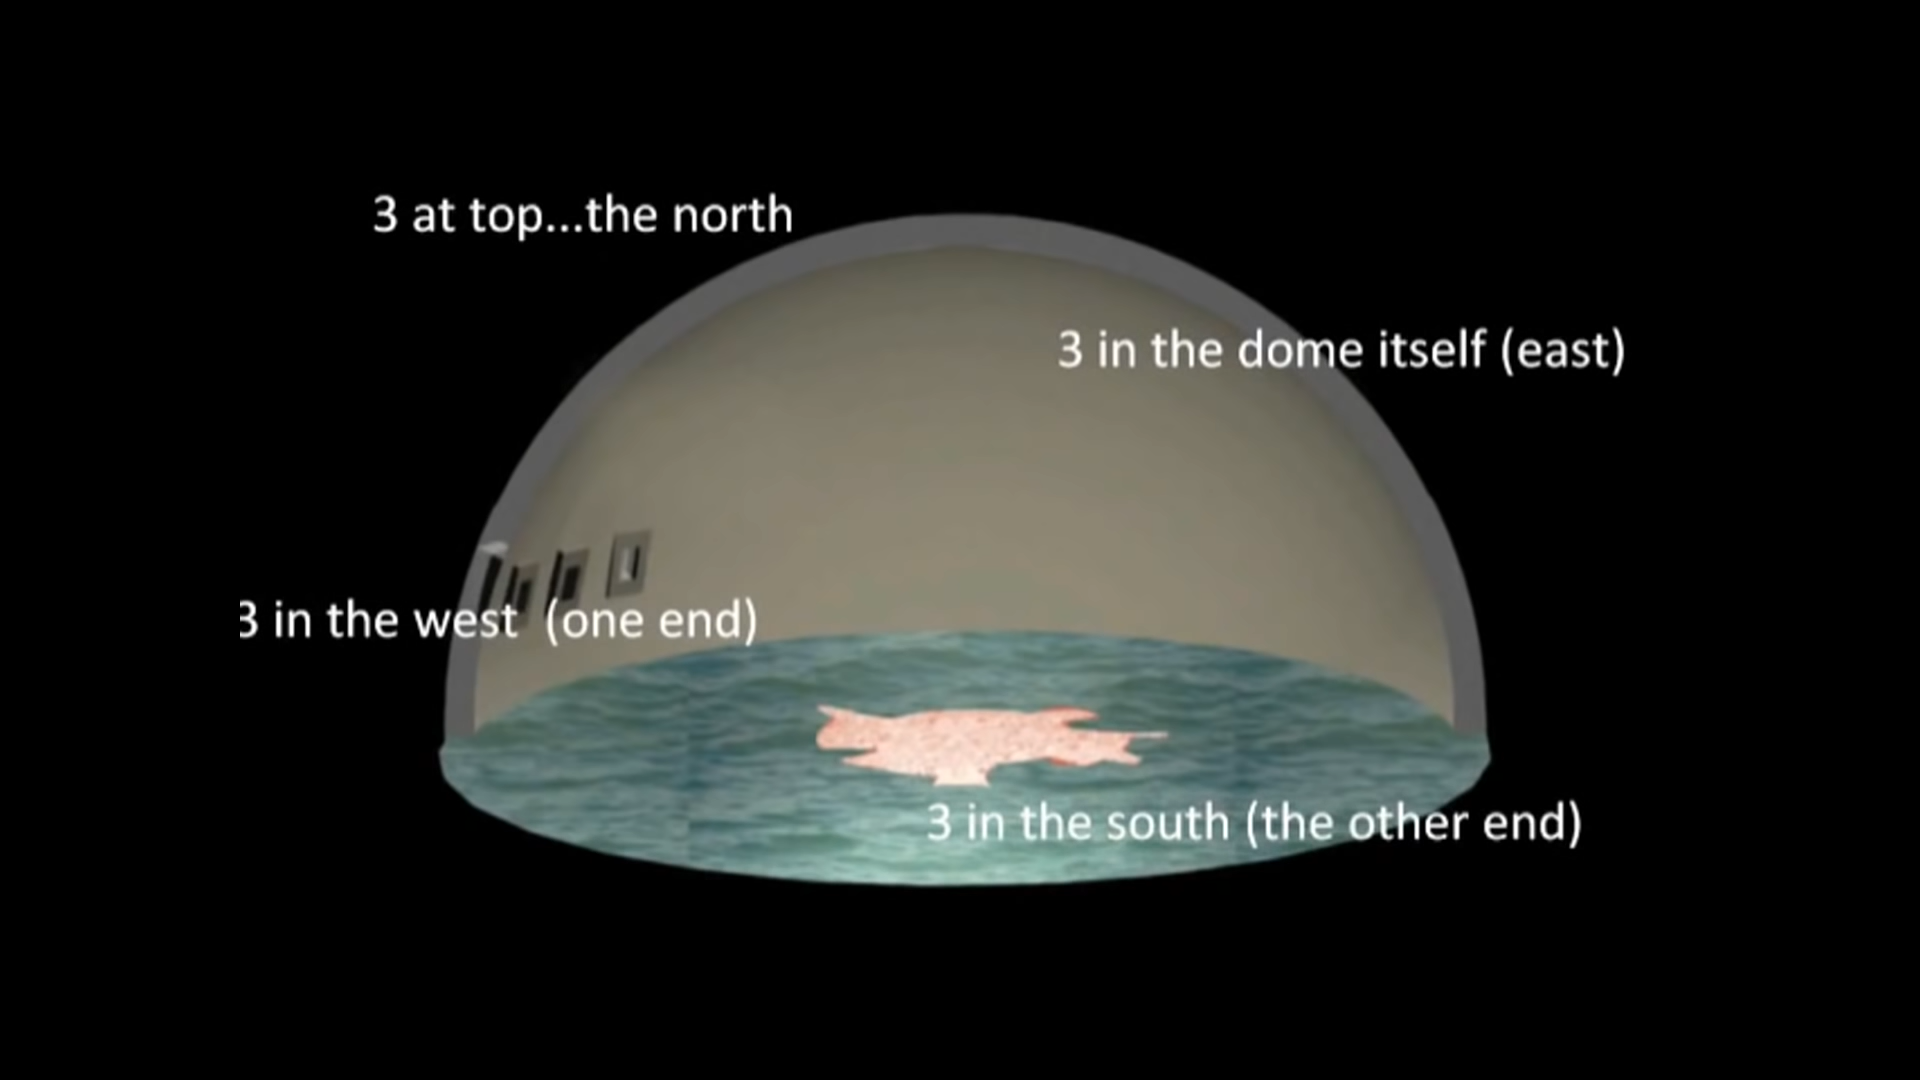 3 at top...the north
3 in the dome itself (east)
3 in the west (one end)
3 in the south (the other end)